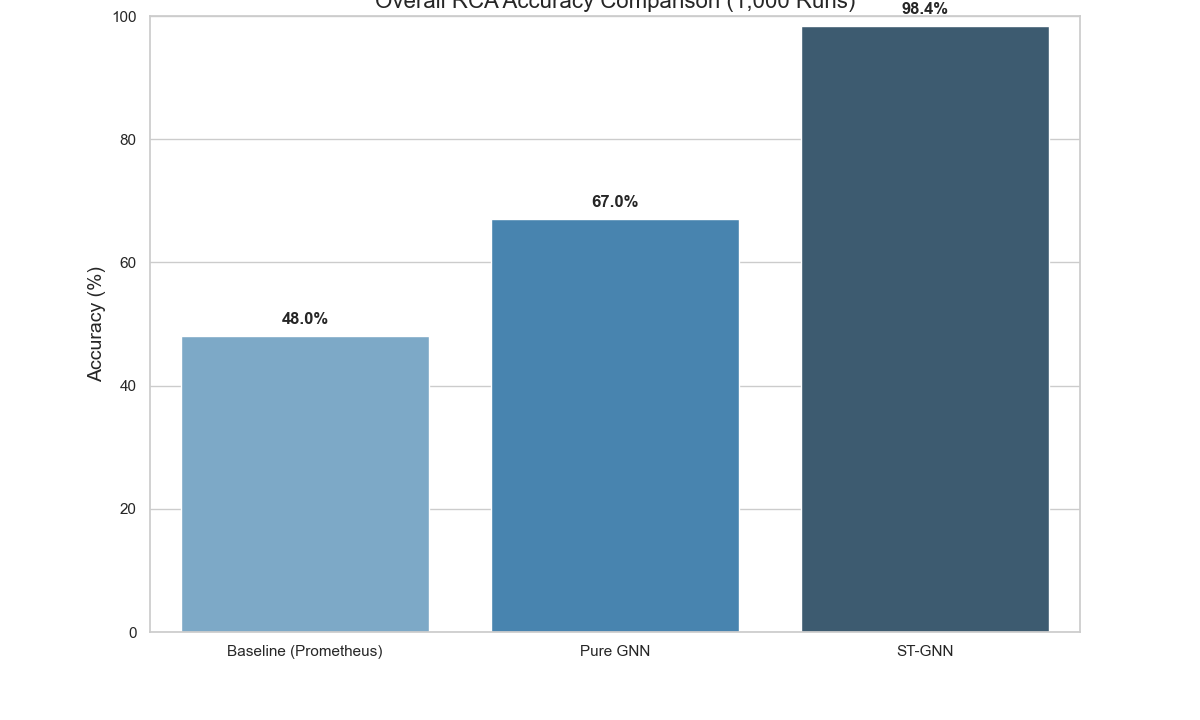 Overall RCA Accuracy Comparison (1,000 Runs)
100
98.4%
80
67.0%
60
48.0%
Accuracy (%)
40
20
0
Baseline (Prometheus)
Pure GNN
ST-GNN